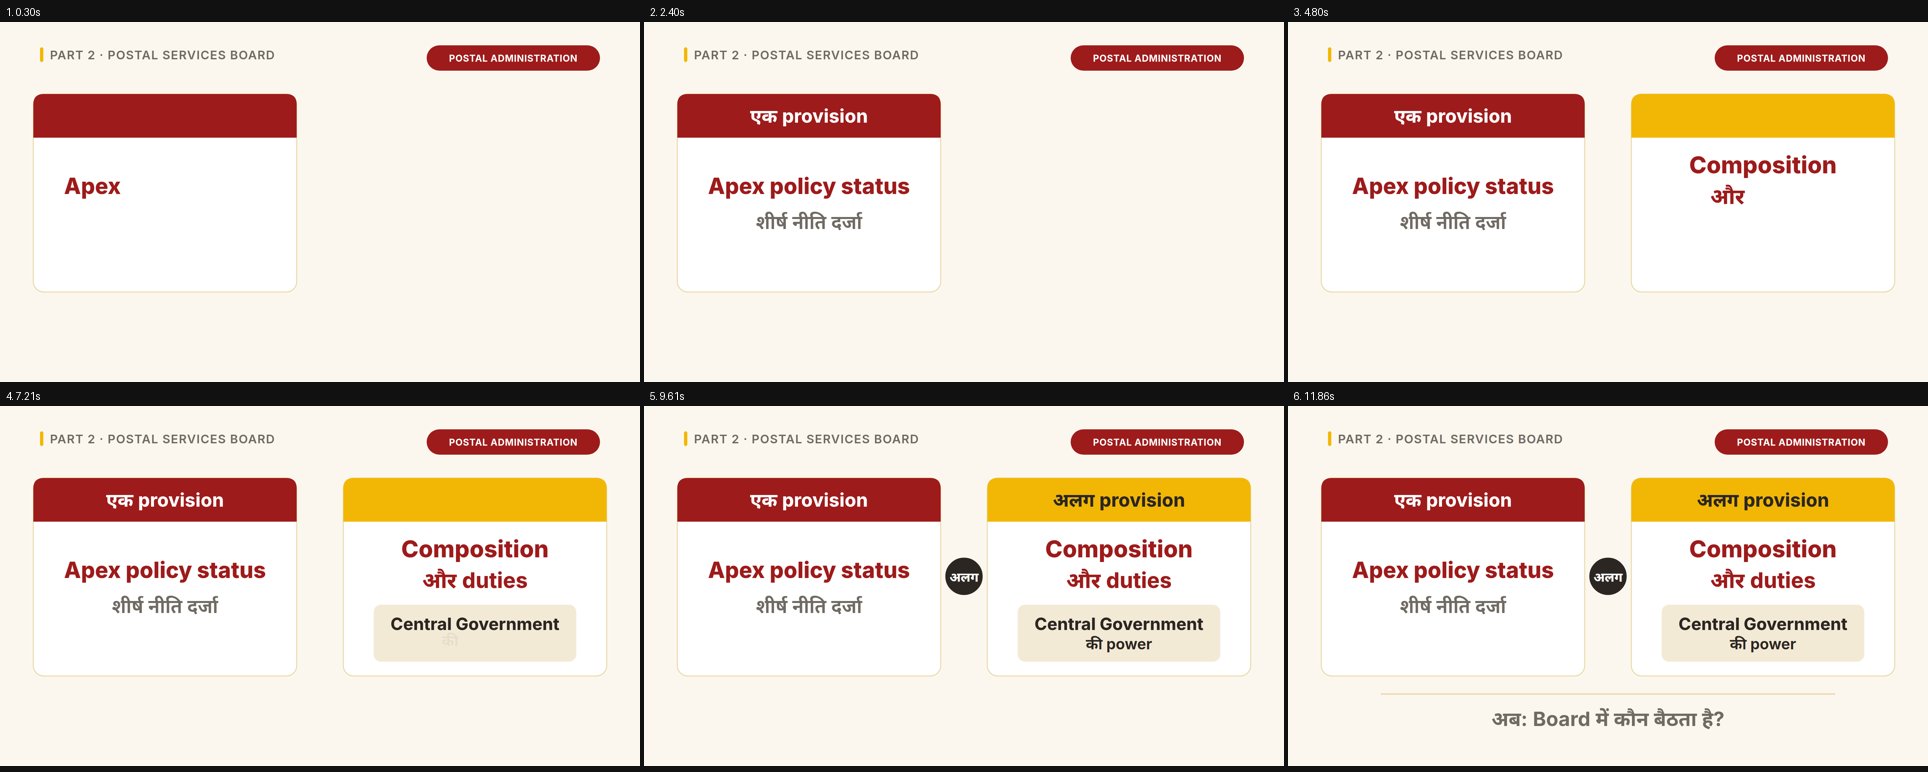 1. 0.30s
PART 2 · POSTAL SERVICES BOARD
POSTAL ADMINISTRATION
Apex
2. 2.40s
PART 2 · POSTAL SERVICES BOARD
POSTAL ADMINISTRATION
एक provision
Apex policy status
शीर्ष नीति दर्जा
3. 4.80s
PART 2 · POSTAL SERVICES BOARD
POSTAL ADMINISTRATION
एक provision
Apex policy status
शीर्ष नीति दर्जा
Composition
और
4. 7.21s
PART 2 · POSTAL SERVICES BOARD
POSTAL ADMINISTRATION
एक provision
Apex policy status
शीर्ष नीति दर्जा
Composition
और duties
Central Government
की
5. 9.61s
PART 2 · POSTAL SERVICES BOARD
POSTAL ADMINISTRATION
एक provision
Apex policy status
शीर्ष नीति दर्जा
अलग
अलग provision
Composition
और duties
Central Government
की power
6. 11.86s
PART 2 · POSTAL SERVICES BOARD
POSTAL ADMINISTRATION
एक provision
Apex policy status
शीर्ष नीति दर्जा
अलग
अलग provision
Composition
और duties
Central Government
की power
अब: Board में कौन बैठता है?